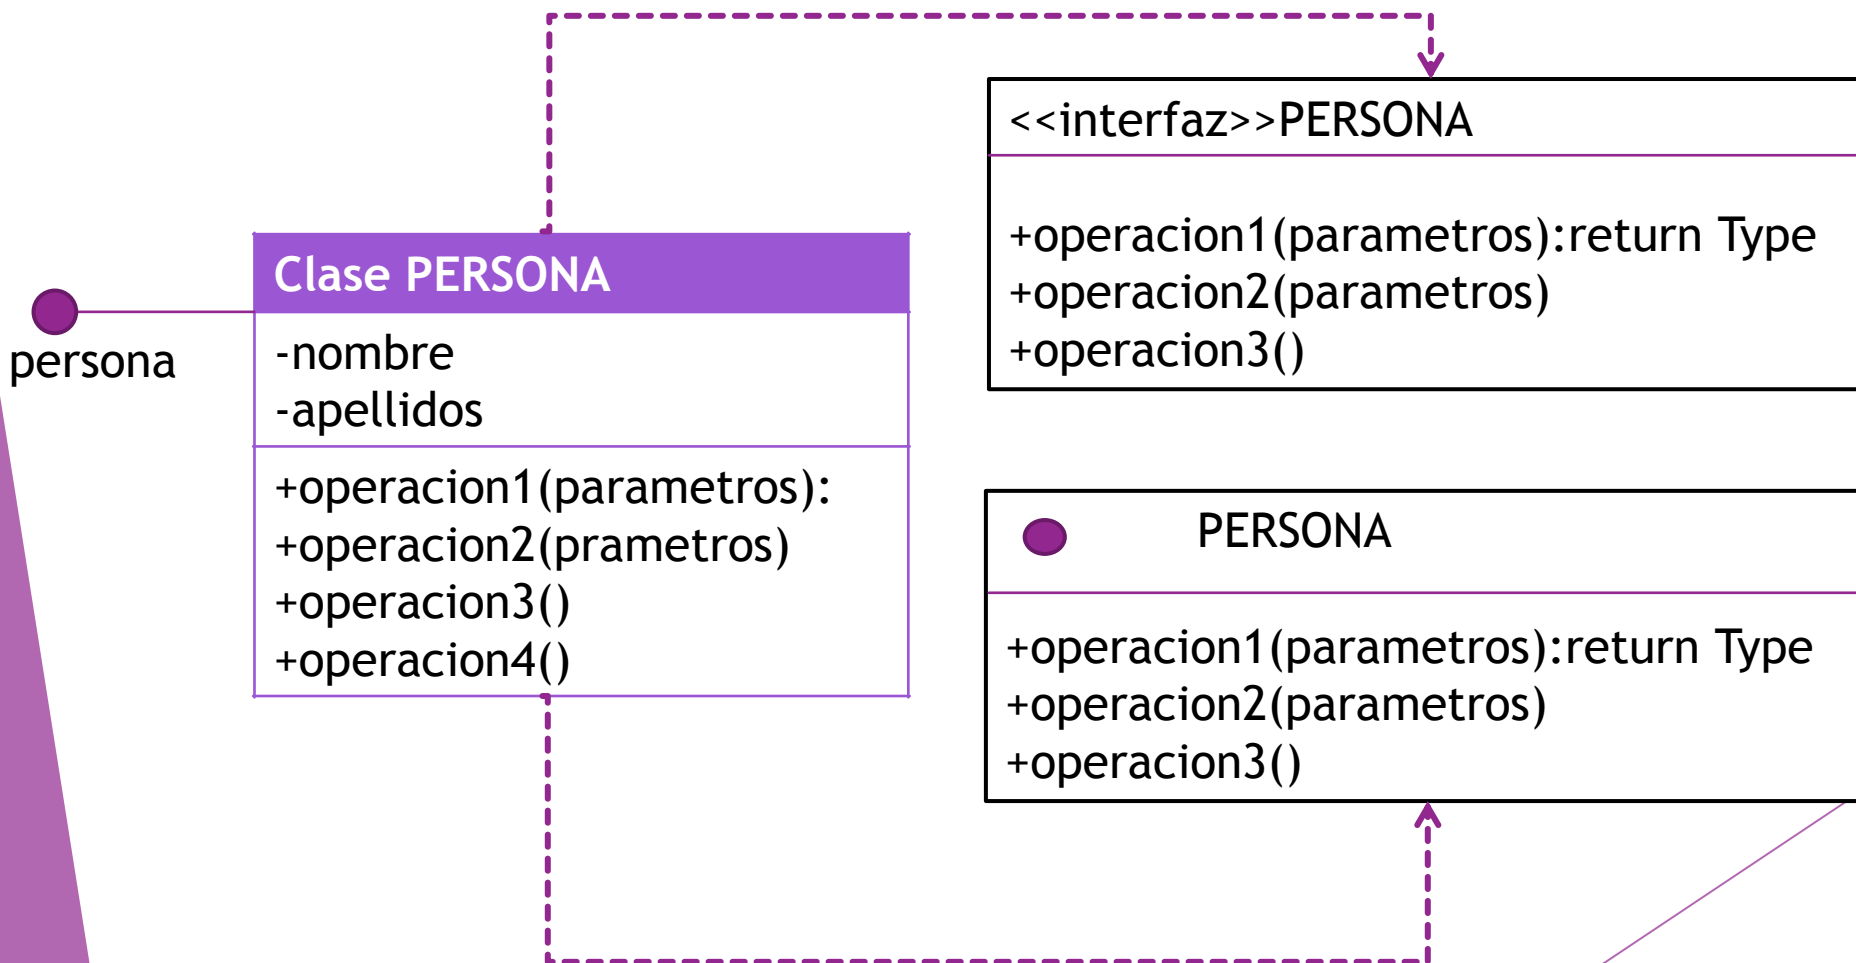 <<interfaz>>PERSONA
+operacion1(parametros):return Type
+operacion2(parametros)
+operacion3()
persona
Clase PERSONA
-nombre
-apellidos
+operacion1(parametros):
+operacion2(prametros)
+operacion3()
+operacion4()
PERSONA
+operacion1(parametros):return Type
+operacion2(parametros)
+operacion3()